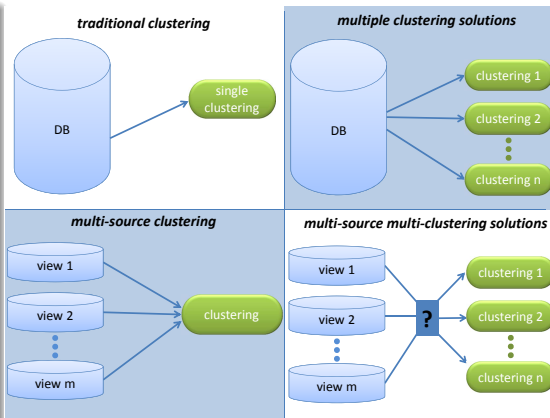 traditional clustering
DB
single
clustering
multiple clustering solutions
DB
clustering 1
clustering 2
clustering n
multi-source clustering
view 1
view 2
view m
clustering
multi-source multi-clustering solutions
view 1
view 2
view m
?
clustering 1
clustering 2
clustering n